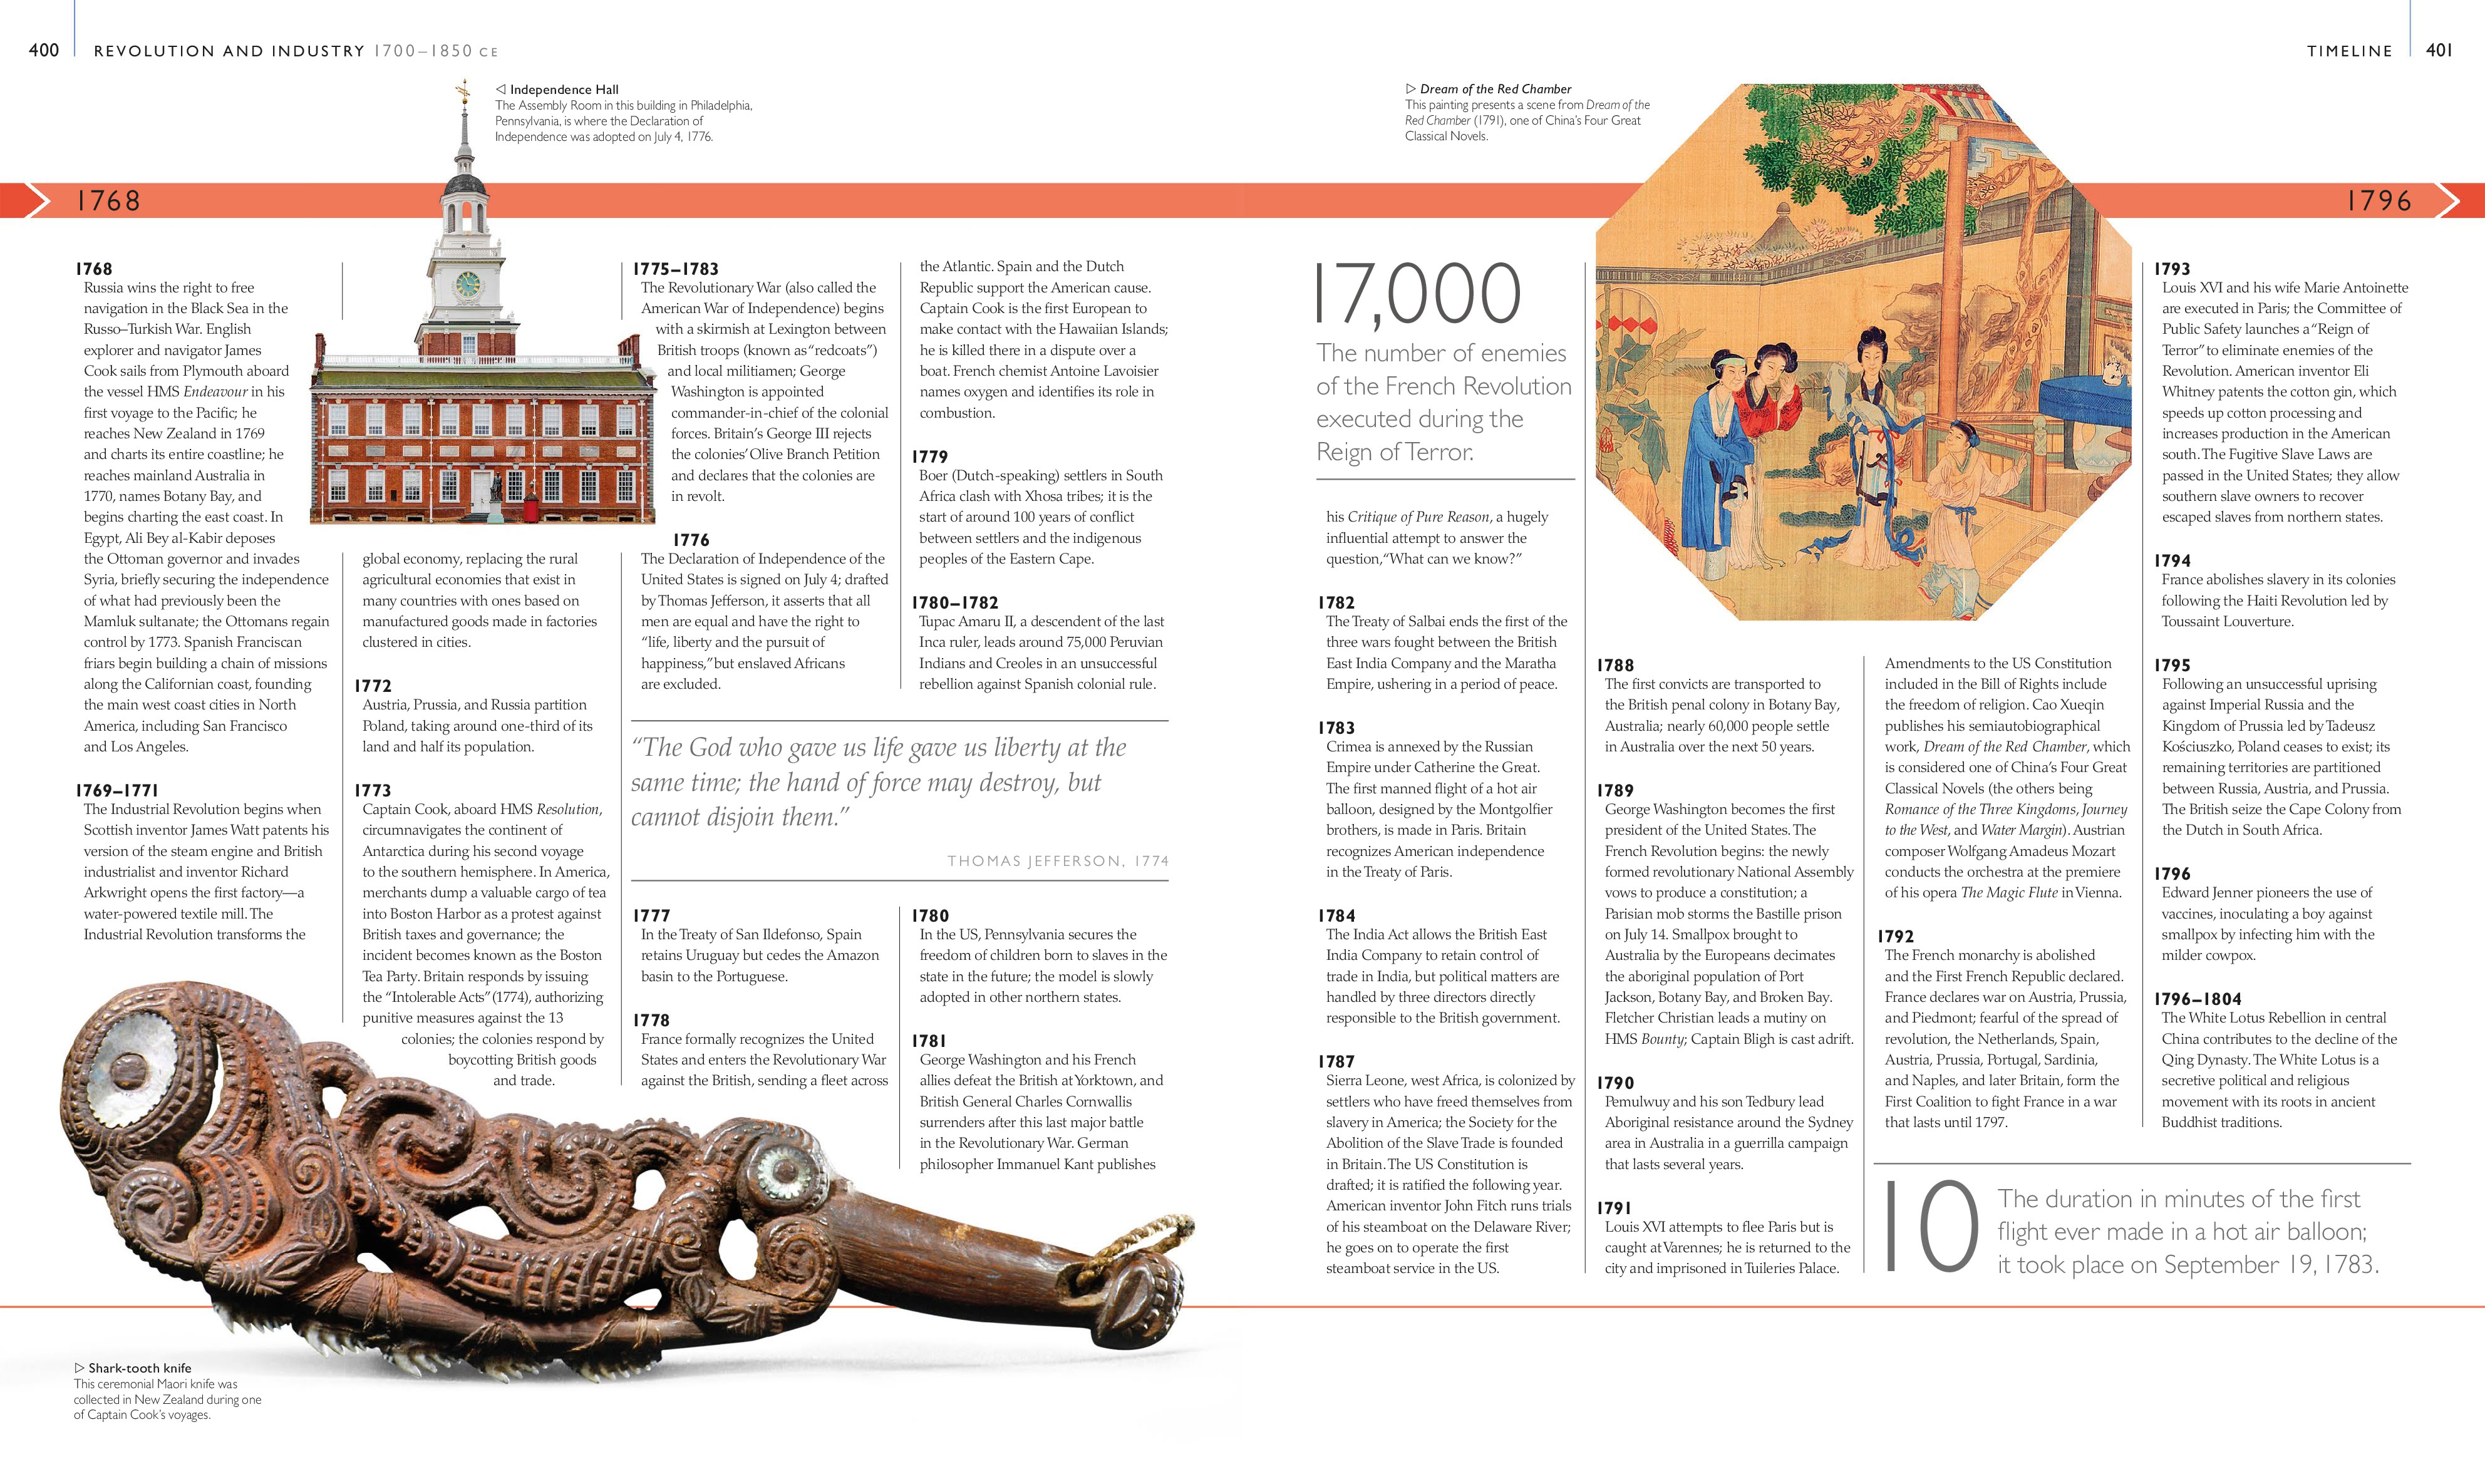 400
REVOLUTION AND INDUSTRY 1700–1850 CE
◁ Independence Hall
The Assembly Room in this building in Philadelphia,
Pennsylvania, is where the Declaration of
Independence was adopted on July 4, 1776.
1768
1768
Russia wins the right to free
navigation in the Black Sea in the
Russo–Turkish War. English
explorer and navigator James
Cook sails from Plymouth aboard
the vessel HMS Endeavour in his
first voyage to the Pacific; he
reaches New Zealand in 1769
and charts its entire coastline; he
reaches mainland Australia in
1770, names Botany Bay, and
begins charting the east coast. In
Egypt, Ali Bey al-Kabir deposes
the Ottoman governor and invades
Syria, briefly securing the independence
of what had previously been the
Mamluk sultanate; the Ottomans regain
control by 1773. Spanish Franciscan
friars begin building a chain of missions
along the Californian coast, founding
the main west coast cities in North
America, including San Francisco
and Los Angeles.
1769–1771
The Industrial Revolution begins when
Scottish inventor James Watt patents his
version of the steam engine and British
industrialist and inventor Richard
Arkwright opens the first factory—a
water-powered textile mill. The
Industrial Revolution transforms the
global economy, replacing the rural
agricultural economies that exist in
many countries with ones based on
manufactured goods made in factories
clustered in cities.
1772
Austria, Prussia, and Russia partition
Poland, taking around one-third of its
land and half its population.
1773
Captain Cook, aboard HMS Resolution,
circumnavigates the continent of
Antarctica during his second voyage
to the southern hemisphere. In America,
merchants dump a valuable cargo of tea
into Boston Harbor as a protest against
British taxes and governance; the
incident becomes known as the Boston
Tea Party. Britain responds by issuing
the “Intolerable Acts” (1774), authorizing
punitive measures against the 13
colonies; the colonies respond by
boycotting British goods
and trade.
1775–1783
The Revolutionary War (also called the
American War of Independence) begins
with a skirmish at Lexington between
British troops (known as “redcoats”)
and local militiamen; George
Washington is appointed
commander-in-chief of the colonial
forces. Britain’s George III rejects
the colonies’ Olive Branch Petition
and declares that the colonies are
in revolt.
1776
The Declaration of Independence of the
United States is signed on July 4; drafted
by Thomas Jefferson, it asserts that all
men are equal and have the right to
“life, liberty and the pursuit of
happiness,” but enslaved Africans
are excluded.
“The God who gave us life gave us liberty at the
same time; the hand of force may destroy, but
cannot disjoin them.”
THOMAS JEFFERSON, 1774
1777
In the Treaty of San Ildefonso, Spain
retains Uruguay but cedes the Amazon
basin to the Portuguese.
1778
France formally recognizes the United
States and enters the Revolutionary War
against the British, sending a fleet across
the Atlantic. Spain and the Dutch
Republic support the American cause.
Captain Cook is the first European to
make contact with the Hawaiian Islands;
he is killed there in a dispute over a
boat. French chemist Antoine Lavoisier
names oxygen and identifies its role in
combustion.
1779
Boer (Dutch-speaking) settlers in South
Africa clash with Xhosa tribes; it is the
start of around 100 years of conflict
between settlers and the indigenous
peoples of the Eastern Cape.
1780–1782
Tupac Amaru II, a descendent of the last
Inca ruler, leads around 75,000 Peruvian
Indians and Creoles in an unsuccessful
rebellion against Spanish colonial rule.
1780
In the US, Pennsylvania secures the
freedom of children born to slaves in the
state in the future; the model is slowly
adopted in other northern states.
1781
George Washington and his French
allies defeat the British at Yorktown, and
British General Charles Cornwallis
surrenders after this last major battle
in the Revolutionary War. German
philosopher Immanuel Kant publishes
▷ Shark-tooth knife
This ceremonial Maori knife was
collected in New Zealand during one
of Captain Cook’s voyages.
TIMELINE
401
▷ Dream of the Red Chamber
This painting presents a scene from Dream of the
Red Chamber (1791), one of China’s Four Great
Classical Novels.
1796
17,000
The number of enemies
of the French Revolution
executed during the
Reign of Terror.
his Critique of Pure Reason, a hugely
influential attempt to answer the
question, “What can we know?”
1782
The Treaty of Salbai ends the first of the
three wars fought between the British
East India Company and the Maratha
Empire, ushering in a period of peace.
1783
Crimea is annexed by the Russian
Empire under Catherine the Great.
The first manned flight of a hot air
balloon, designed by the Montgolfier
brothers, is made in Paris. Britain
recognizes American independence
in the Treaty of Paris.
1784
The India Act allows the British East
India Company to retain control of
trade in India, but political matters are
handled by three directors directly
responsible to the British government.
1787
Sierra Leone, west Africa, is colonized by
settlers who have freed themselves from
slavery in America; the Society for the
Abolition of the Slave Trade is founded
in Britain. The US Constitution is
drafted; it is ratified the following year.
American inventor John Fitch runs trials
of his steamboat on the Delaware River;
he goes on to operate the first
steamboat service in the US.
1788
The first convicts are transported to
the British penal colony in Botany Bay,
Australia; nearly 60,000 people settle
in Australia over the next 50 years.
1789
George Washington becomes the first
president of the United States. The
French Revolution begins: the newly
formed revolutionary National Assembly
vows to produce a constitution; a
Parisian mob storms the Bastille prison
on July 14. Smallpox brought to
Australia by the Europeans decimates
the aboriginal population of Port
Jackson, Botany Bay, and Broken Bay.
Fletcher Christian leads a mutiny on
HMS Bounty; Captain Bligh is cast adrift.
1790
Pemulwuy and his son Tedbury lead
Aboriginal resistance around the Sydney
area in Australia in a guerrilla campaign
that lasts several years.
1791
Louis XVI attempts to flee Paris but is
caught at Varennes; he is returned to the
city and imprisoned in Tuileries Palace.
Amendments to the US Constitution
included in the Bill of Rights include
the freedom of religion. Cao Xueqin
publishes his semiautobiographical
work, Dream of the Red Chamber, which
is considered one of China’s Four Great
Classical Novels (the others being
Romance of the Three Kingdoms, Journey
to the West, and Water Margin). Austrian
composer Wolfgang Amadeus Mozart
conducts the orchestra at the premiere
of his opera The Magic Flute in Vienna.
1792
The French monarchy is abolished
and the First French Republic declared.
France declares war on Austria, Prussia,
and Piedmont; fearful of the spread of
revolution, the Netherlands, Spain,
Austria, Prussia, Portugal, Sardinia,
and Naples, and later Britain, form the
First Coalition to fight France in a war
that lasts until 1797.
1793
Louis XVI and his wife Marie Antoinette
are executed in Paris; the Committee of
Public Safety launches a “Reign of
Terror” to eliminate enemies of the
Revolution. American inventor Eli
Whitney patents the cotton gin, which
speeds up cotton processing and
increases production in the American
south. The Fugitive Slave Laws are
passed in the United States; they allow
southern slave owners to recover
escaped slaves from northern states.
1794
France abolishes slavery in its colonies
following the Haiti Revolution led by
Toussaint Louverture.
1795
Following an unsuccessful uprising
against Imperial Russia and the
Kingdom of Prussia led by Tadeusz
Kościuszko, Poland ceases to exist; its
remaining territories are partitioned
between Russia, Austria, and Prussia.
The British seize the Cape Colony from
the Dutch in South Africa.
1796
Edward Jenner pioneers the use of
vaccines, inoculating a boy against
smallpox by infecting him with the
milder cowpox.
1796–1804
The White Lotus Rebellion in central
China contributes to the decline of the
Qing Dynasty. The White Lotus is a
secretive political and religious
movement with its roots in ancient
Buddhist traditions.
10
The duration in minutes of the first
flight ever made in a hot air balloon;
it took place on September 19, 1783.